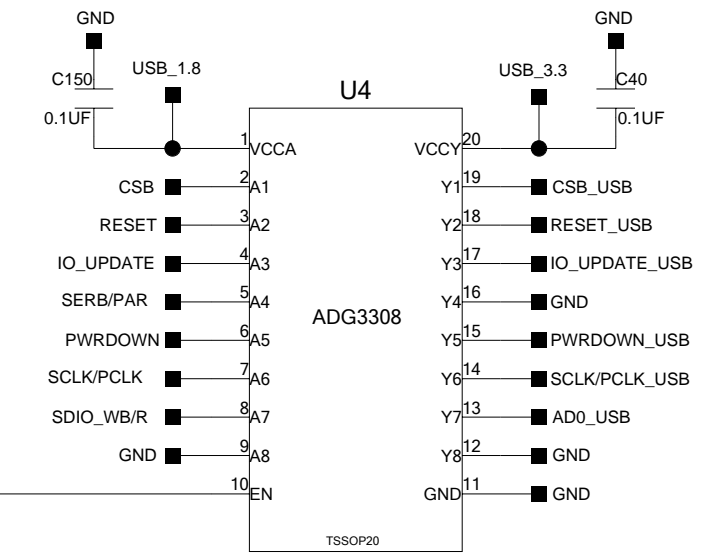 GND
GND
C150
USB_1.8
U4
USB_3.3
C40
0.1UF
0.1UF
1
VCCA
VCCY
20
CSB
2
A1
Y1
19
CSB_USB
RESET
3
A2
Y2
18
RESET_USB
IO_UPDATE
4
A3
Y3
17
IO_UPDATE_USB
SERB/PAR
5
A4
ADG3308
Y4
16
GND
PWRDOWN
6
A5
Y5
15
PWRDOWN_USB
SCLK/PCLK
7
A6
Y6
14
SCLK/PCLK_USB
SDIO_WB/R
8
A7
Y7
13
AD0_USB
GND
9
A8
Y8
12
GND
10
EN
GND
11
GND
TSSOP20